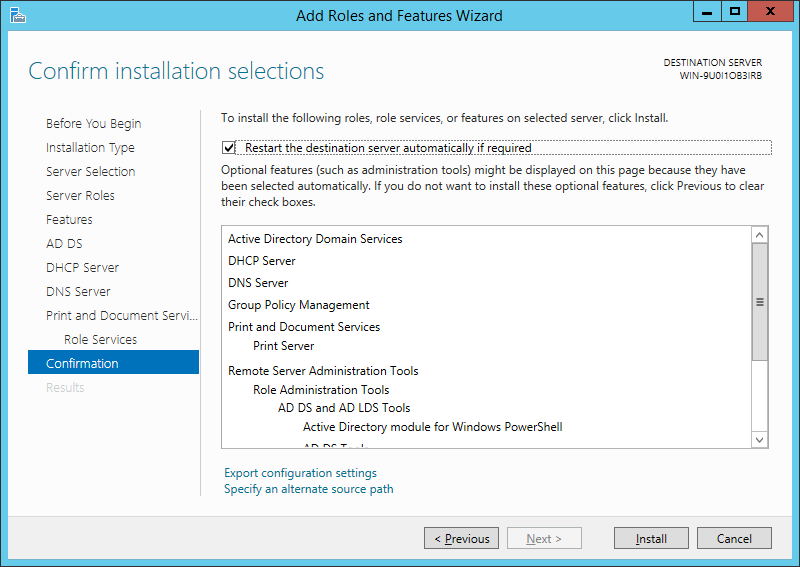 Add Roles and Features Wizard
Confirm installation selections
DESTINATION SERVER
WIN-9U0I1OB3IRB
Before You Begin
Installation Type
Server Selection
Server Roles
Features
AD DS
DHCP Server
DNS Server
Print and Document Servi...
Role Services
Confirmation
Results
To install the following roles, role services, or features on selected server, click Install.
Restart the destination server automatically if required
Optional features (such as administration tools) might be displayed on this page because they have
been selected automatically. If you do not want to install these optional features, click Previous to clear
their check boxes.
Active Directory Domain Services
DHCP Server
DNS Server
Group Policy Management
Print and Document Services
Print Server
Remote Server Administration Tools
Role Administration Tools
AD DS and AD LDS Tools
Active Directory module for Windows PowerShell
AD DS Tools
Export configuration settings
Specify an alternate source path
< Previous
Next >
Install
Cancel